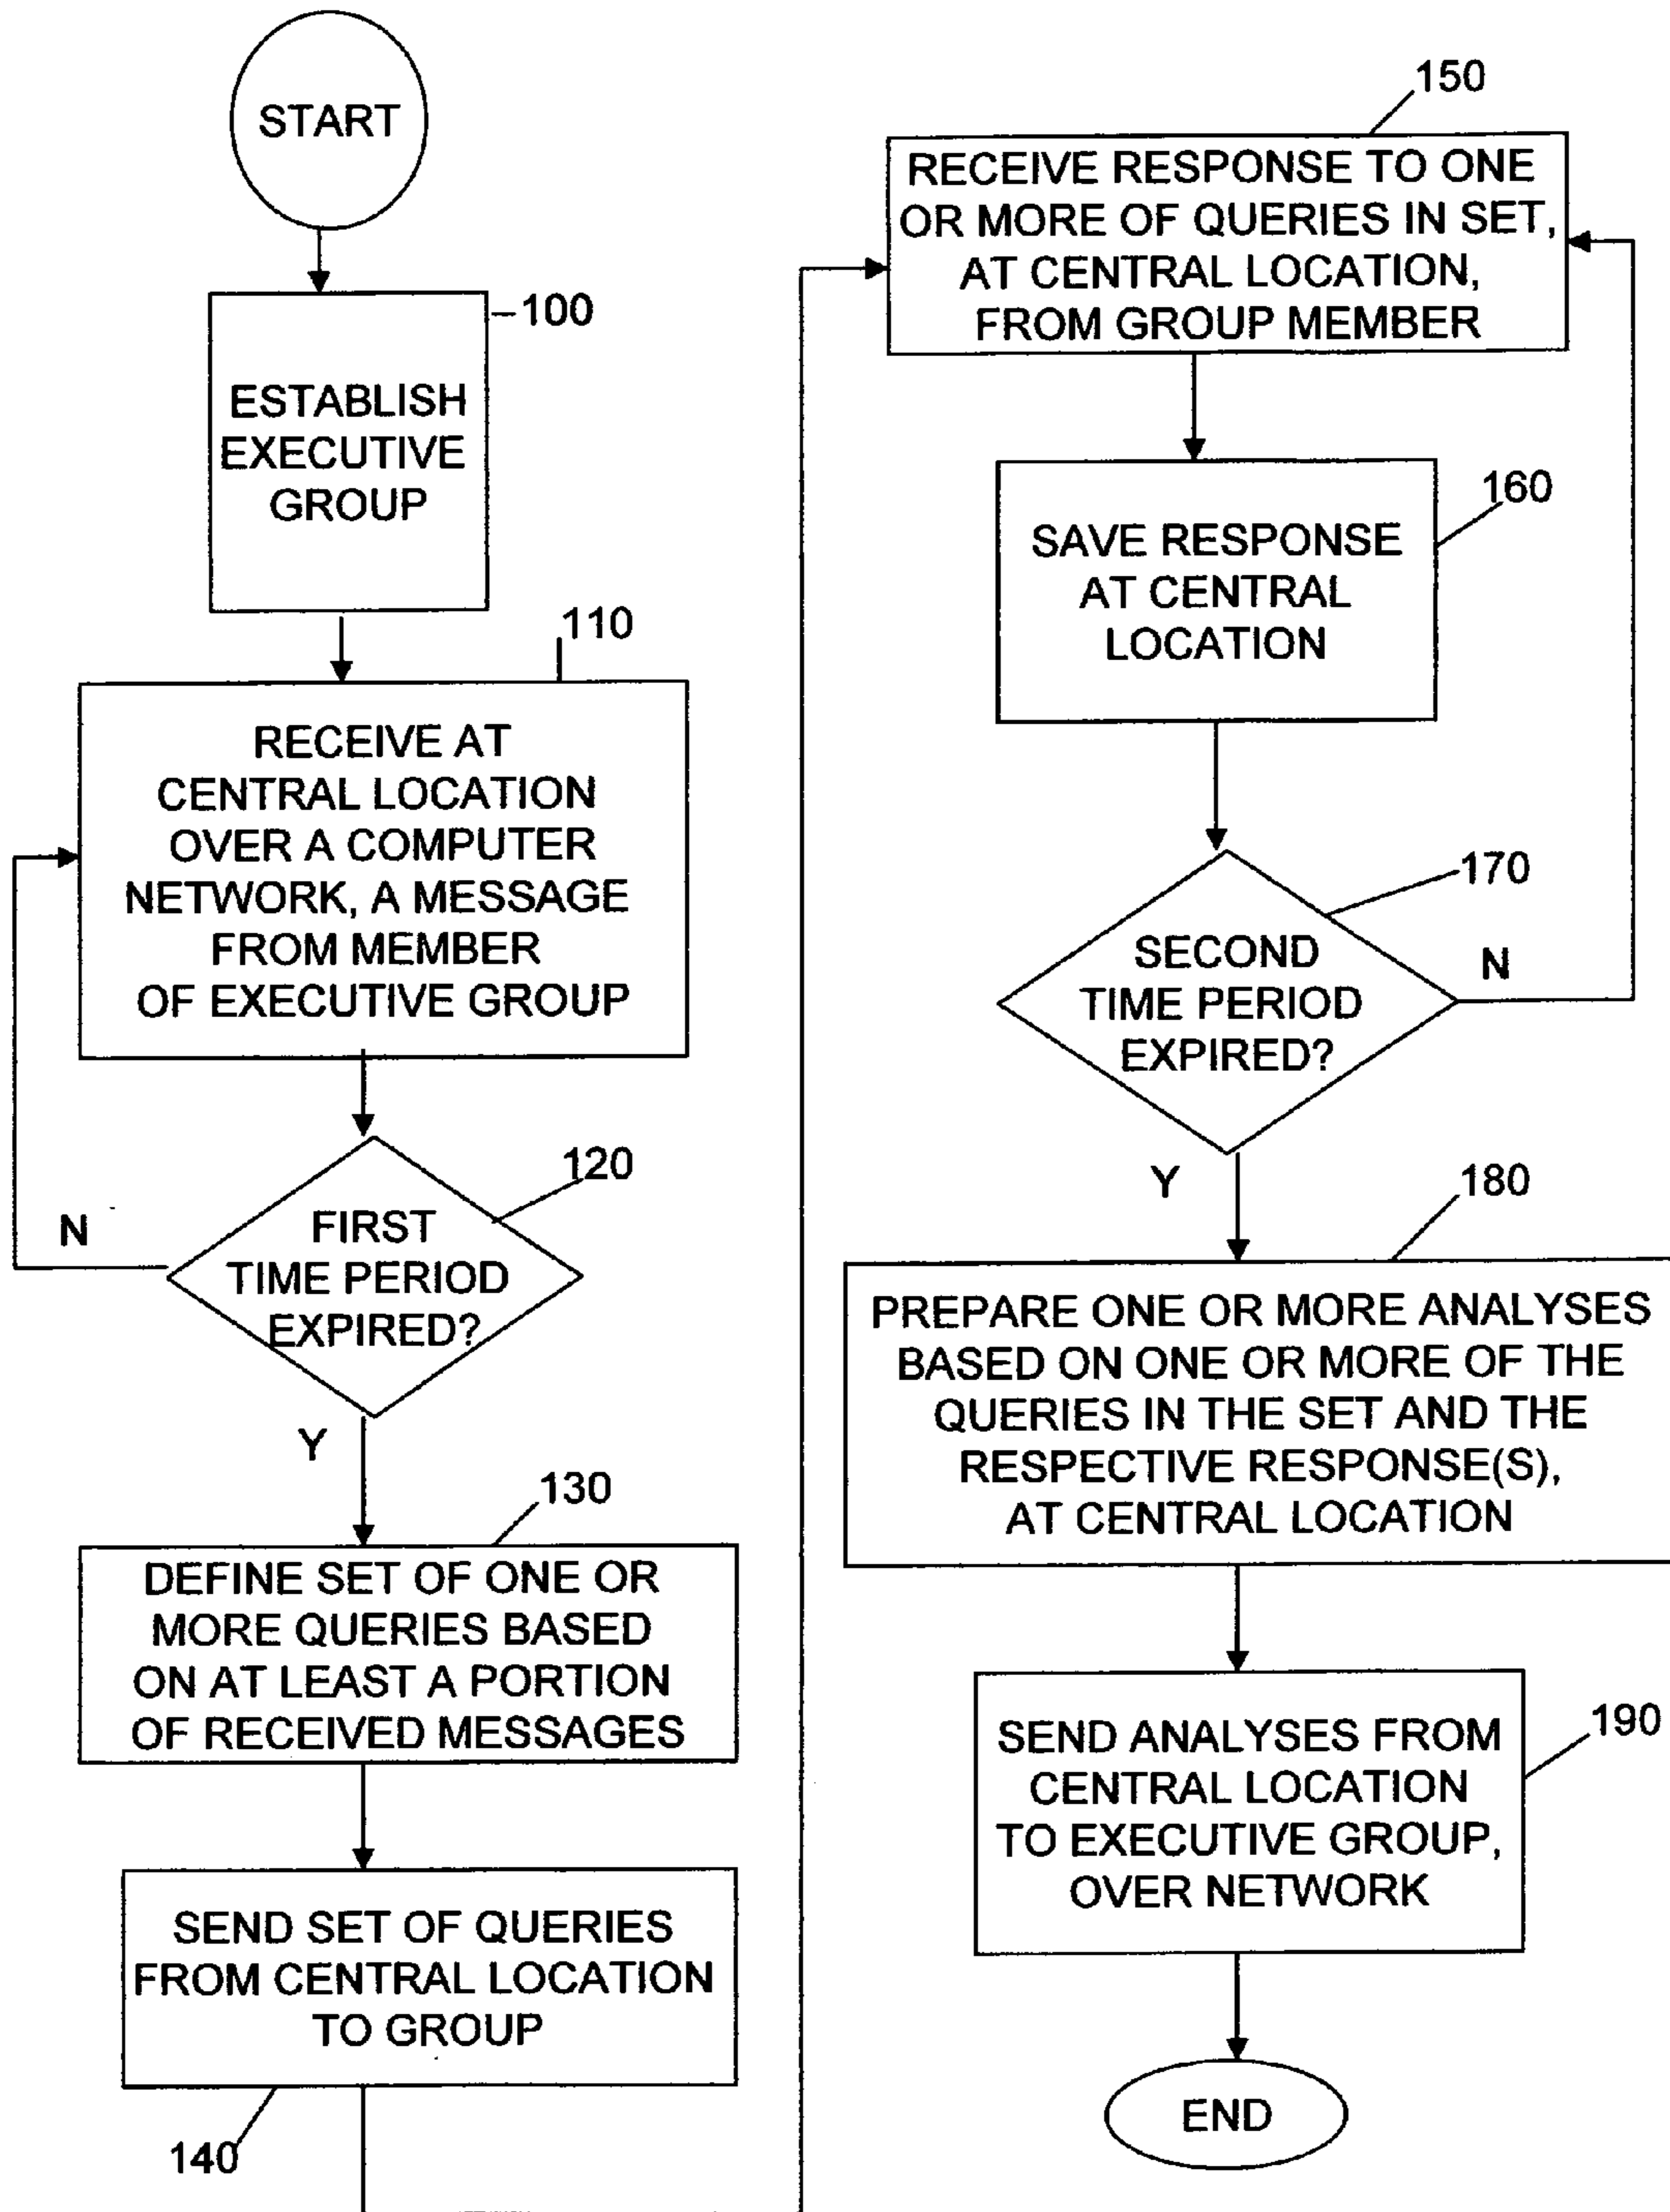 START
100
ESTABLISH
EXECUTIVE
GROUP
110
RECEIVE AT
CENTRAL LOCATION
OVER A COMPUTER
NETWORK, A MESSAGE
FROM MEMBER
OF EXECUTIVE GROUP
120
FIRST
TIME PERIOD
EXPIRED?
N
Y
130
DEFINE SET OF ONE OR
MORE QUERIES BASED
ON AT LEAST A PORTION
OF RECEIVED MESSAGES
SEND SET OF QUERIES
FROM CENTRAL LOCATION
TO GROUP
140
150
RECEIVE RESPONSE TO ONE
OR MORE OF QUERIES IN SET,
AT CENTRAL LOCATION,
FROM GROUP MEMBER
160
SAVE RESPONSE
AT CENTRAL
LOCATION
170
SECOND
TIME PERIOD
EXPIRED?
N
Y
180
PREPARE ONE OR MORE ANALYSES
BASED ON ONE OR MORE OF THE
QUERIES IN THE SET AND THE
RESPECTIVE RESPONSE(S),
AT CENTRAL LOCATION
190
SEND ANALYSES FROM
CENTRAL LOCATION
TO EXECUTIVE GROUP,
OVER NETWORK
END